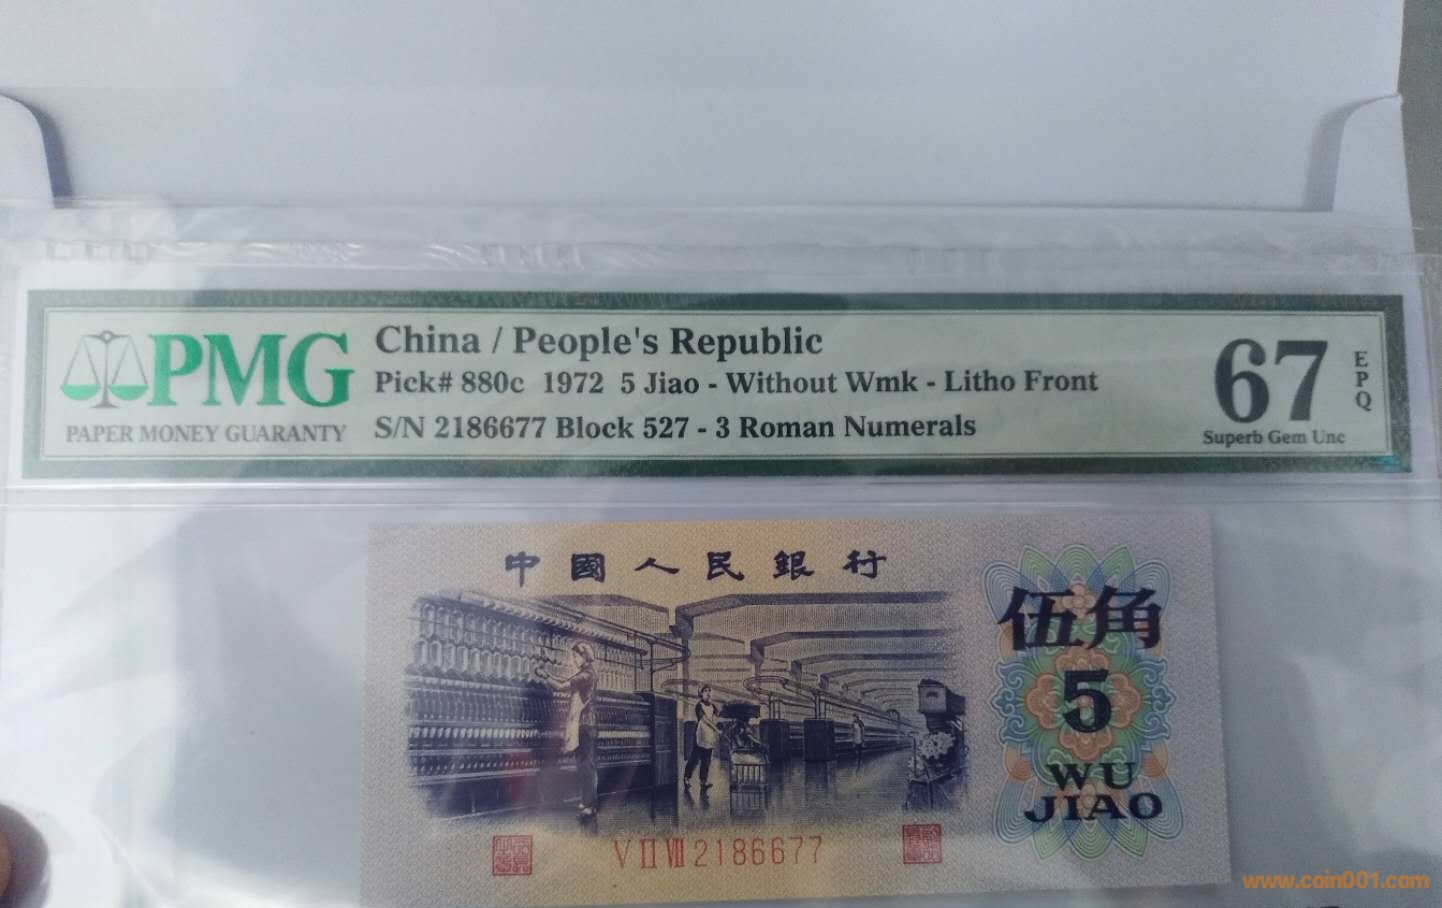 PMG
PAPER MONEY GUARANTY
China / People's Republic
Pick# 880c 1972 5 Jiao - Without Wmk - Litho Front
S/N 2186677 Block 527 - 3 Roman Numerals
67
EPQ
Superb Gem Unc
中國人民銀行
伍角
5
WU
JIAO
V II VII 2186677
www.coin001.com